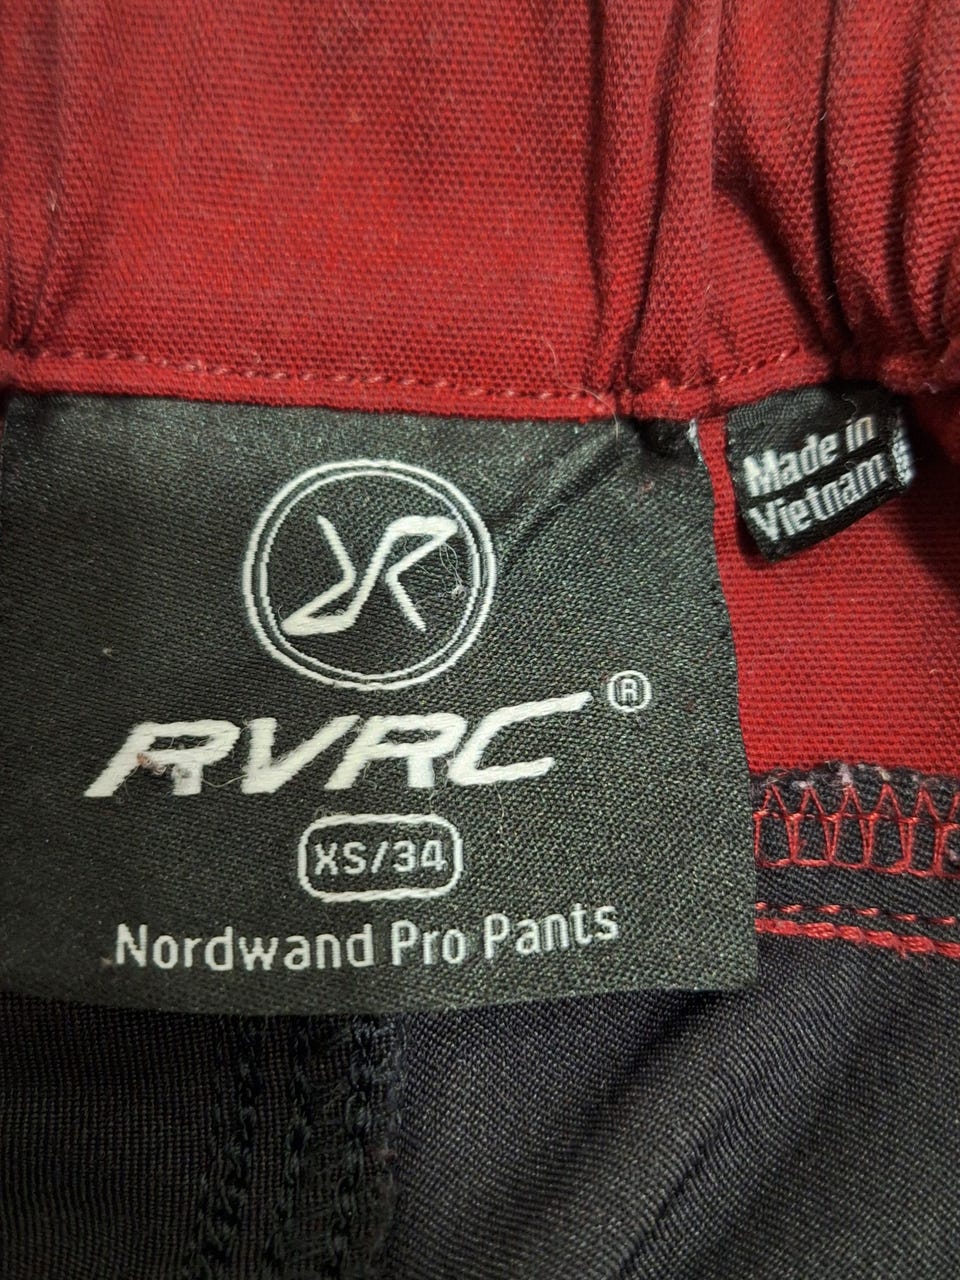 Made in
Vietnam
RVRC®
XS/34
Nordwand Pro Pants